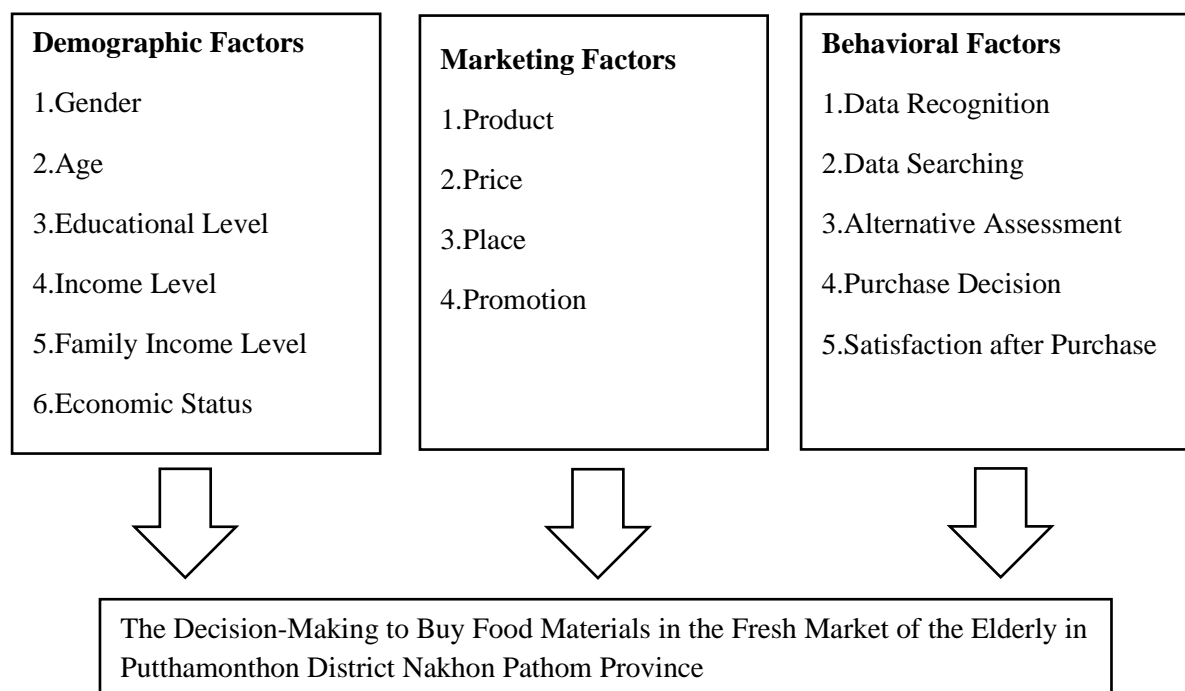 Demographic Factors
1.Gender
2.Age
3.Educational Level
4.Income Level
5.Family Income Level
6.Economic Status
Marketing Factors
1.Product
2.Price
3.Place
4.Promotion
Behavioral Factors
1.Data Recognition
2.Data Searching
3.Alternative Assessment
4.Purchase Decision
5.Satisfaction after Purchase
The Decision-Making to Buy Food Materials in the Fresh Market of the Elderly in
Putthamonthon District Nakhon Pathom Province